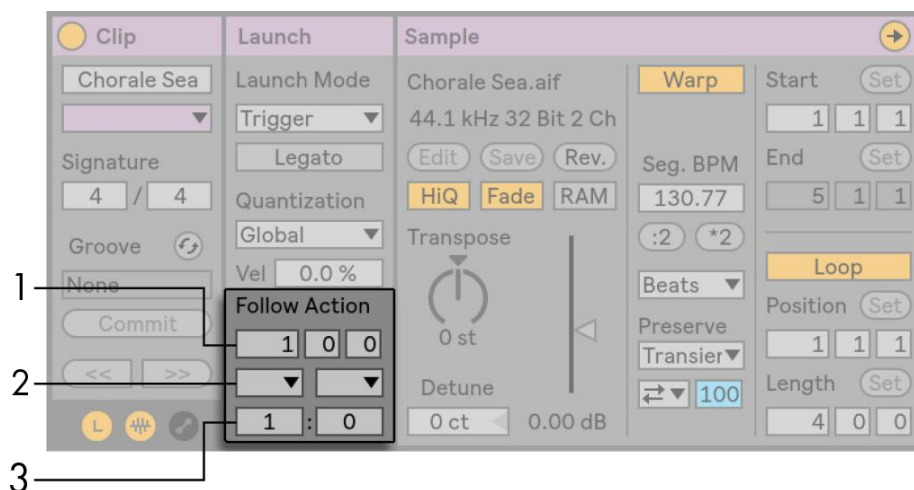 Clip
Chorale Sea
Signature
4 / 4
Groove
None
Commit
<< >>
L
Launch
Launch Mode
Trigger
Legato
Quantization
Global
Vel 0.0 %
Follow Action
1 0 0
1 : 0
Sample
Chorale Sea.aif
44.1 kHz 32 Bit 2 Ch
Edit Save Rev.
HiQ Fade RAM
Transpose
0 st
Detune
0 ct 0.00 dB
Warp
Seg. BPM
130.77
:2 *2
Beats
Preserve
Transier
100
Start Set
1 1 1
End Set
5 1 1
Loop
Position Set
1 1 1
Length Set
4 0 0
1
2
3